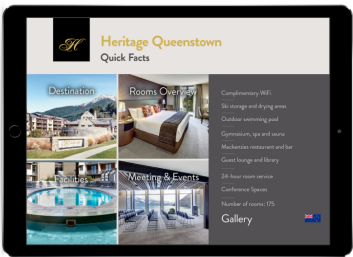 H
Heritage Queenstown
Quick Facts
Destination
Rooms Overview
Facilities
Meeting & Events
Complimentary WiFi
Ski storage and drying areas
Outdoor swimming pool
Gymnasium, spa and sauna
Mackenzies restaurant and bar
Guest lounge and library
24-hour room service
Conference Spaces
Number of rooms: 175
Gallery